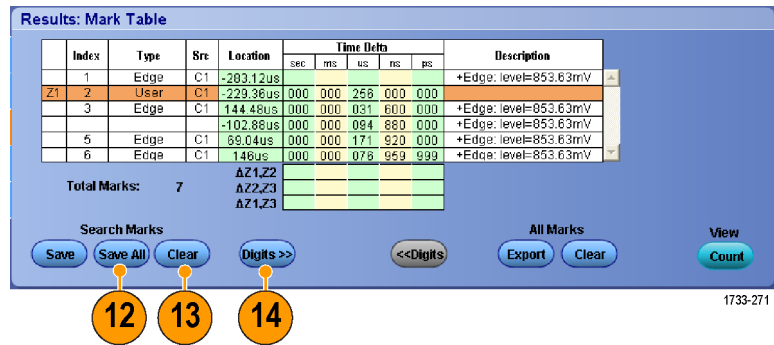 Results: Mark Table
Index Type Src Location Time Delta Description
sec ms us ns ps
1 Edge C1 -283.12us +Edge: level=853.63mV
Z1 2 User C1 -229.36us 000 000 256 000 000
3 Edge C1 144.48us 000 000 031 600 000 +Edge: level=853.63mV
-102.88us 000 000 094 880 000 +Edge: level=853.63mV
5 Edge C1 69.04us 000 000 171 920 000 +Edge: level=853.63mV
6 Edge C1 146us 000 000 076 959 999 +Edge: level=853.63mV
ΔZ1,Z2
Total Marks: 7 ΔZ2,Z3
ΔZ1,Z3
Search Marks All Marks View
Save Save All Clear Digits >> <<Digits Export Clear Count
12 13 14
1733-271